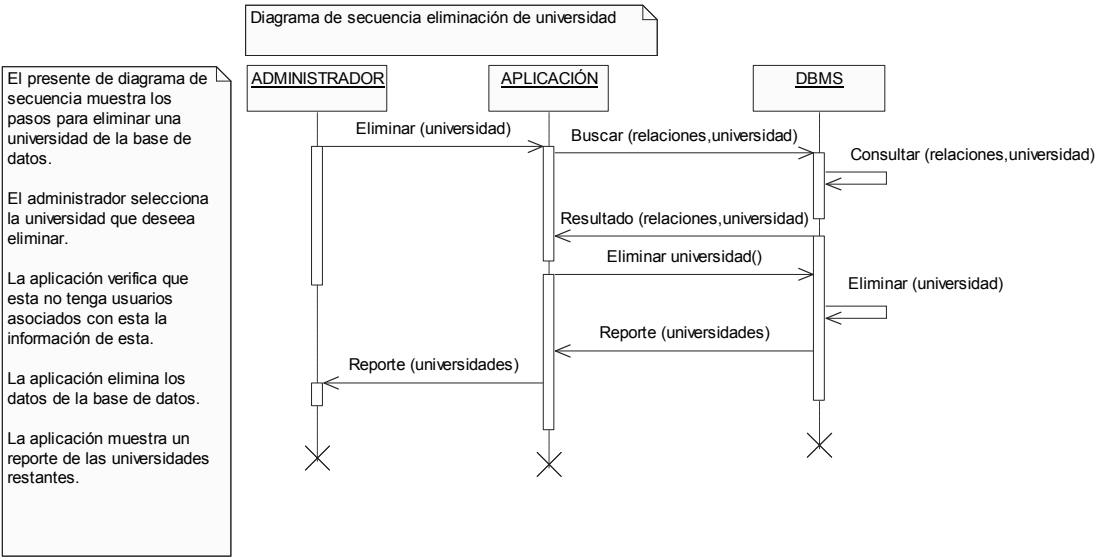 Diagrama de secuencia eliminación de universidad
El presente de diagrama de
secuencia muestra los
pasos para eliminar una
universidad de la base de
datos.
El administrador selecciona
la universidad que deseea
eliminar.
La aplicación verifica que
esta no tenga usuarios
asociados con esta la
información de esta.
La aplicación elimina los
datos de la base de datos.
La aplicación muestra un
reporte de las universidades
restantes.
ADMINISTRADOR
APLICACIÓN
DBMS
Eliminar (universidad)
Buscar (relaciones,universidad)
Consultar (relaciones,universidad)
Resultado (relaciones,universidad)
Eliminar universidad()
Eliminar (universidad)
Reporte (universidades)
Reporte (universidades)